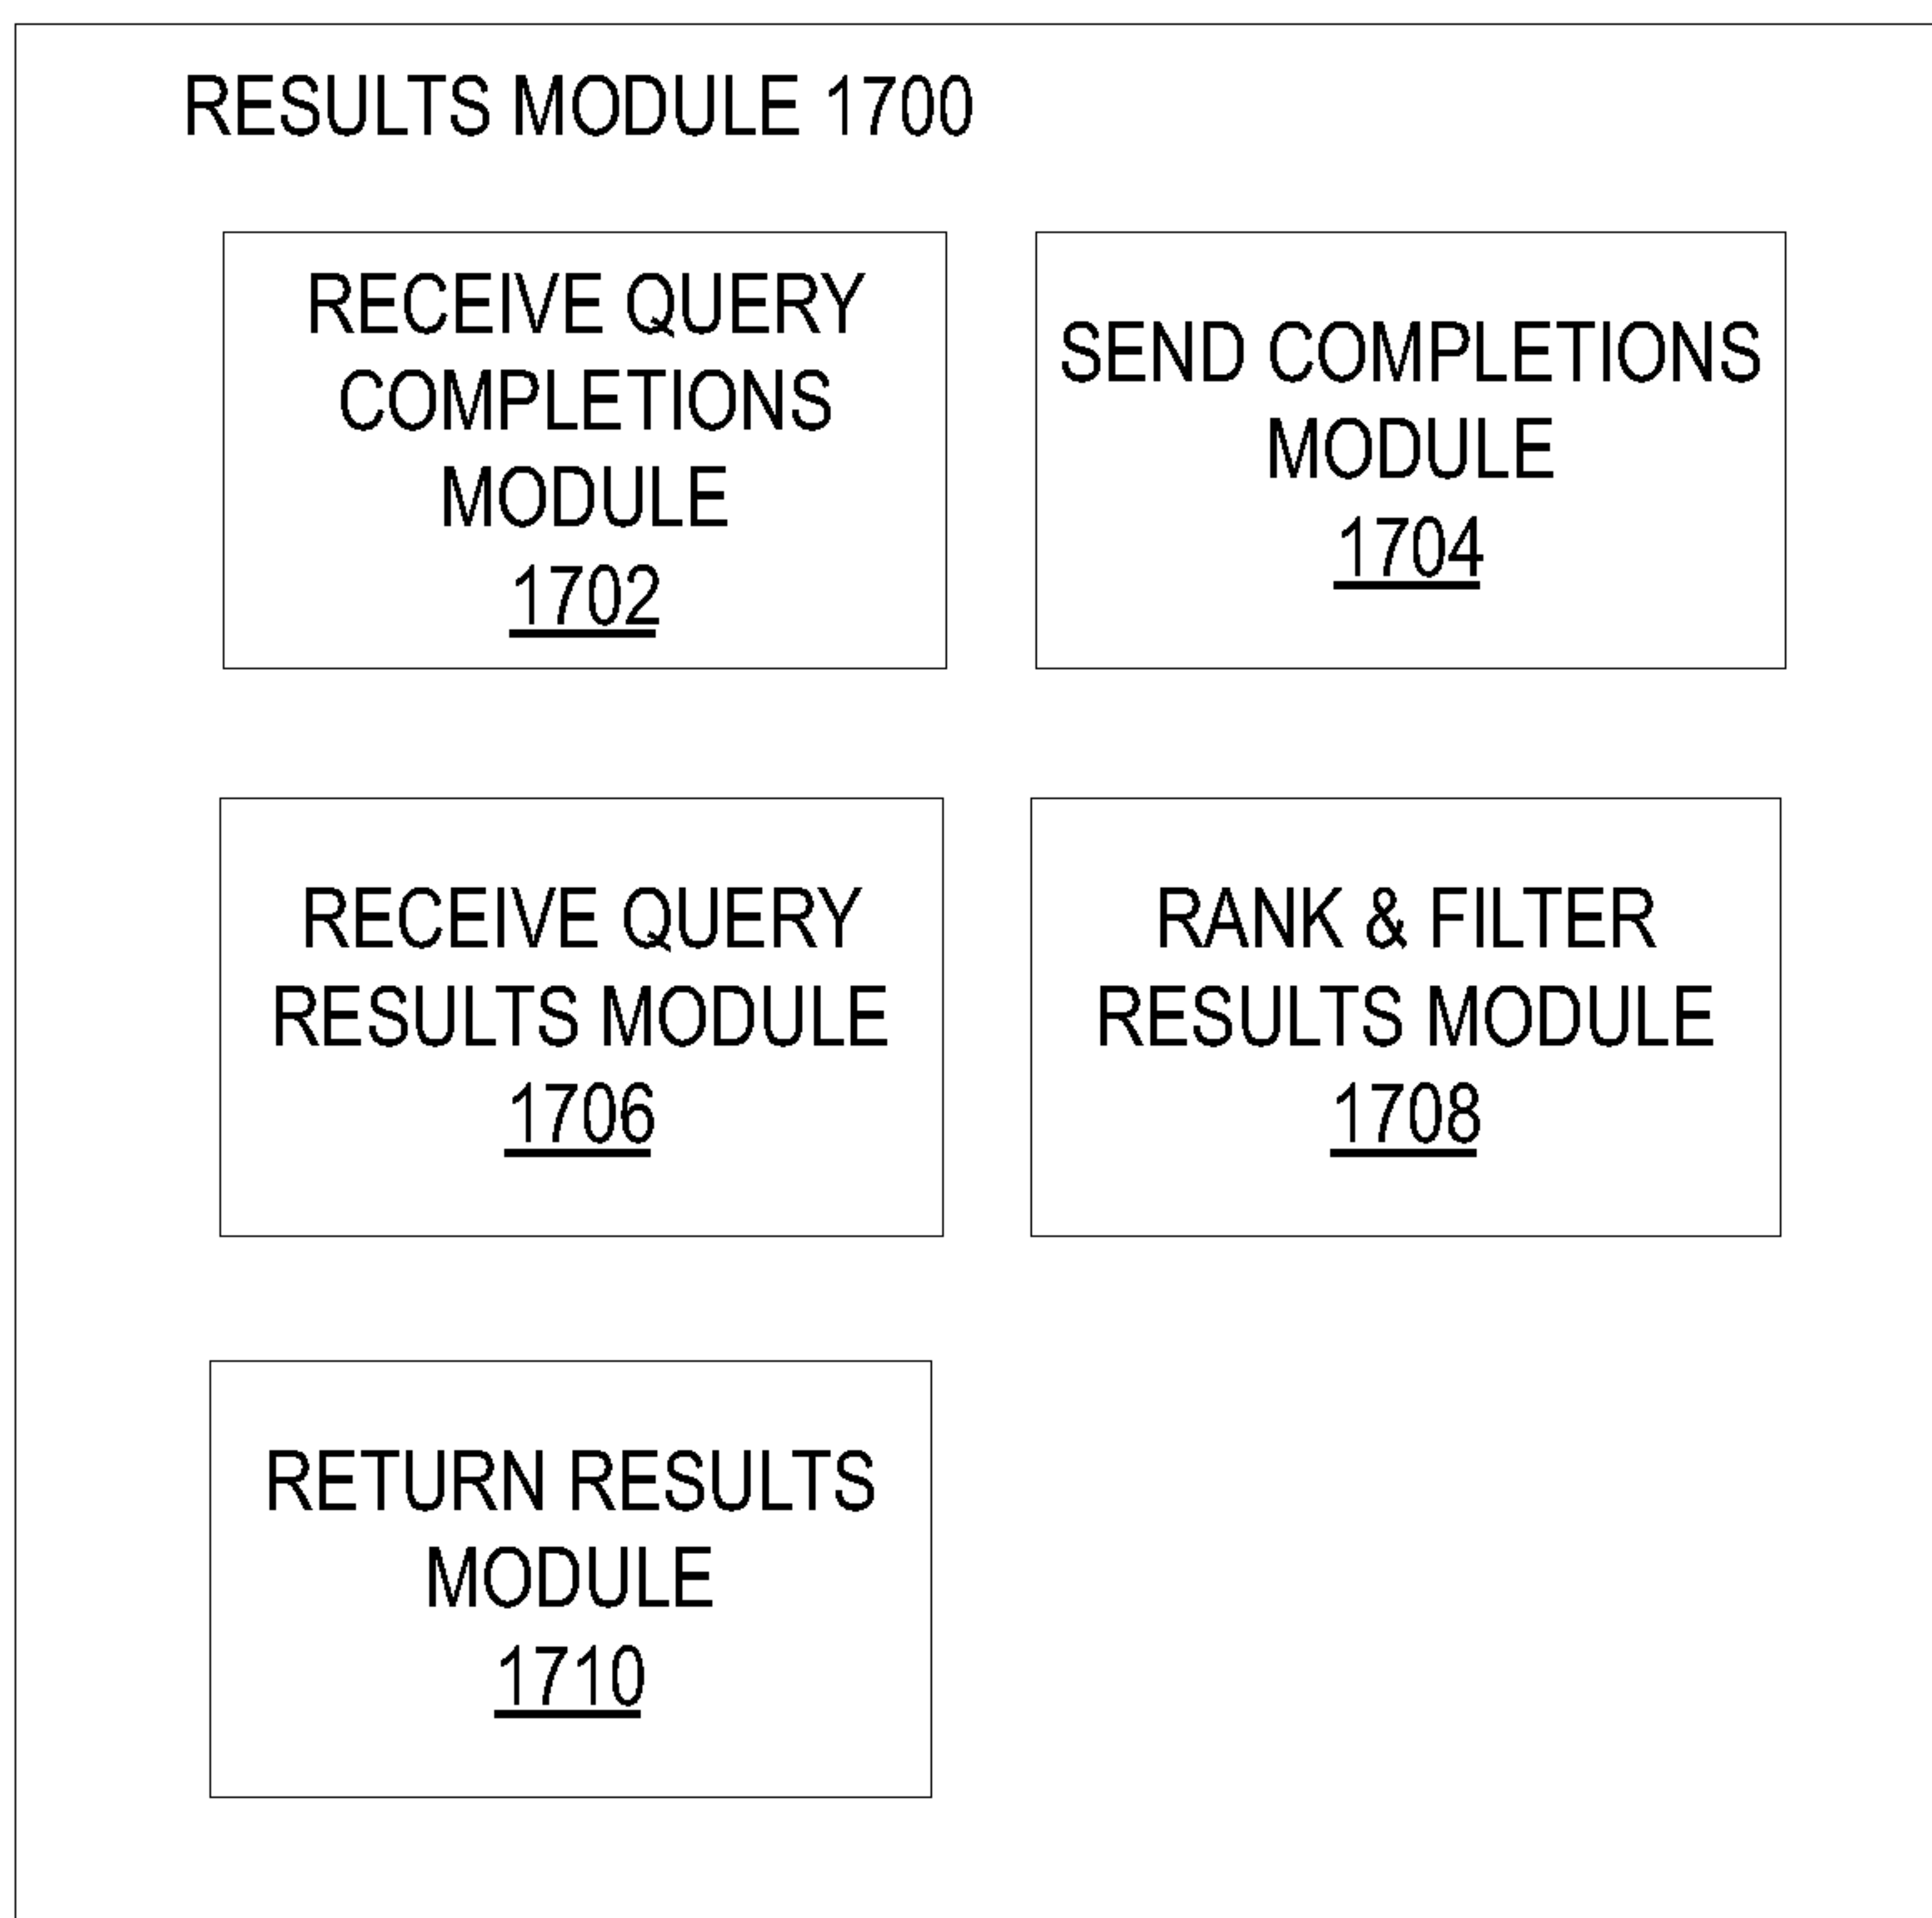 RESULTS MODULE 1700
RECEIVE QUERY
COMPLETIONS
MODULE
1702
SEND COMPLETIONS
MODULE
1704
RECEIVE QUERY
RESULTS MODULE
1706
RANK & FILTER
RESULTS MODULE
1708
RETURN RESULTS
MODULE
1710